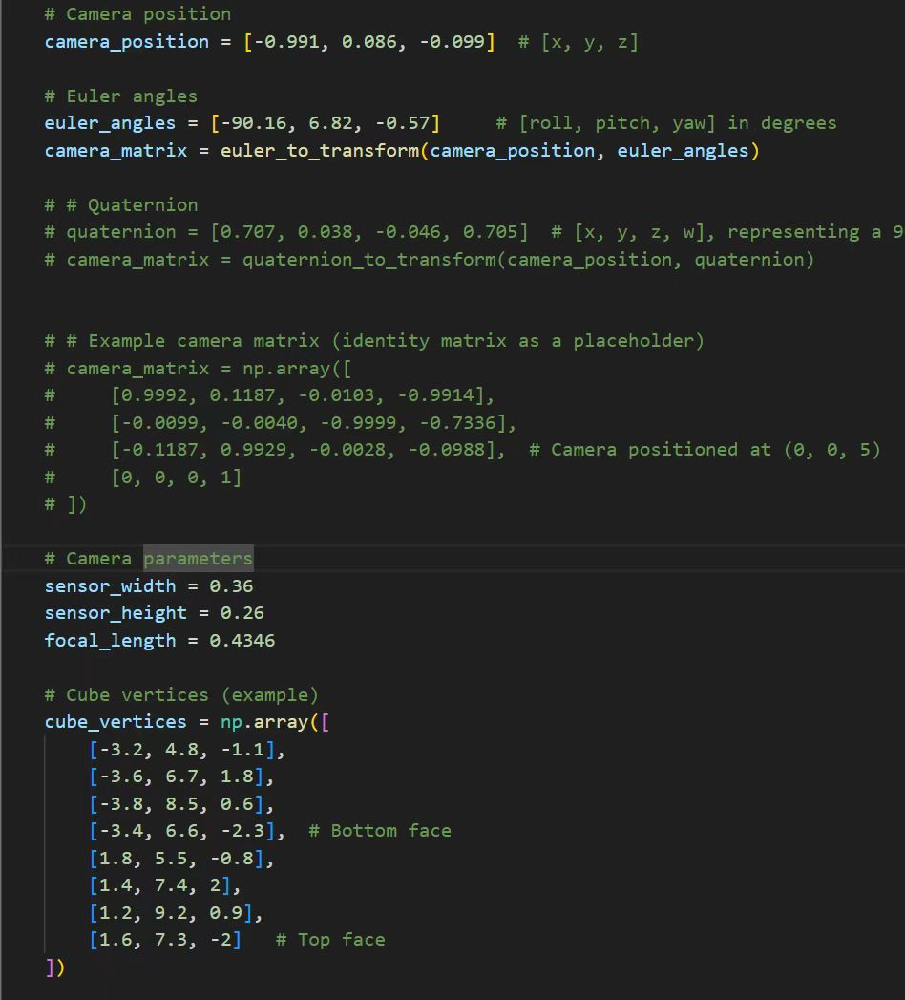 # Camera position
camera_position = [-0.991, 0.086, -0.099]  # [x, y, z]
# Euler angles
euler_angles = [-90.16, 6.82, -0.57]     # [roll, pitch, yaw] in degrees
camera_matrix = euler_to_transform(camera_position, euler_angles)
# # Quaternion
# quaternion = [0.707, 0.038, -0.046, 0.705]  # [x, y, z, w], representing a 9
# camera_matrix = quaternion_to_transform(camera_position, quaternion)
# # Example camera matrix (identity matrix as a placeholder)
# camera_matrix = np.array([
#     [0.9992, 0.1187, -0.0103, -0.9914],
#     [-0.0099, -0.0040, -0.9999, -0.7336],
#     [-0.1187, 0.9929, -0.0028, -0.0988],  # Camera positioned at (0, 0, 5)
#     [0, 0, 0, 1]
# ])
# Camera parameters
sensor_width = 0.36
sensor_height = 0.26
focal_length = 0.4346
# Cube vertices (example)
cube_vertices = np.array([
    [-3.2, 4.8, -1.1],
    [-3.6, 6.7, 1.8],
    [-3.8, 8.5, 0.6],
    [-3.4, 6.6, -2.3],  # Bottom face
    [1.8, 5.5, -0.8],
    [1.4, 7.4, 2],
    [1.2, 9.2, 0.9],
    [1.6, 7.3, -2]   # Top face
])